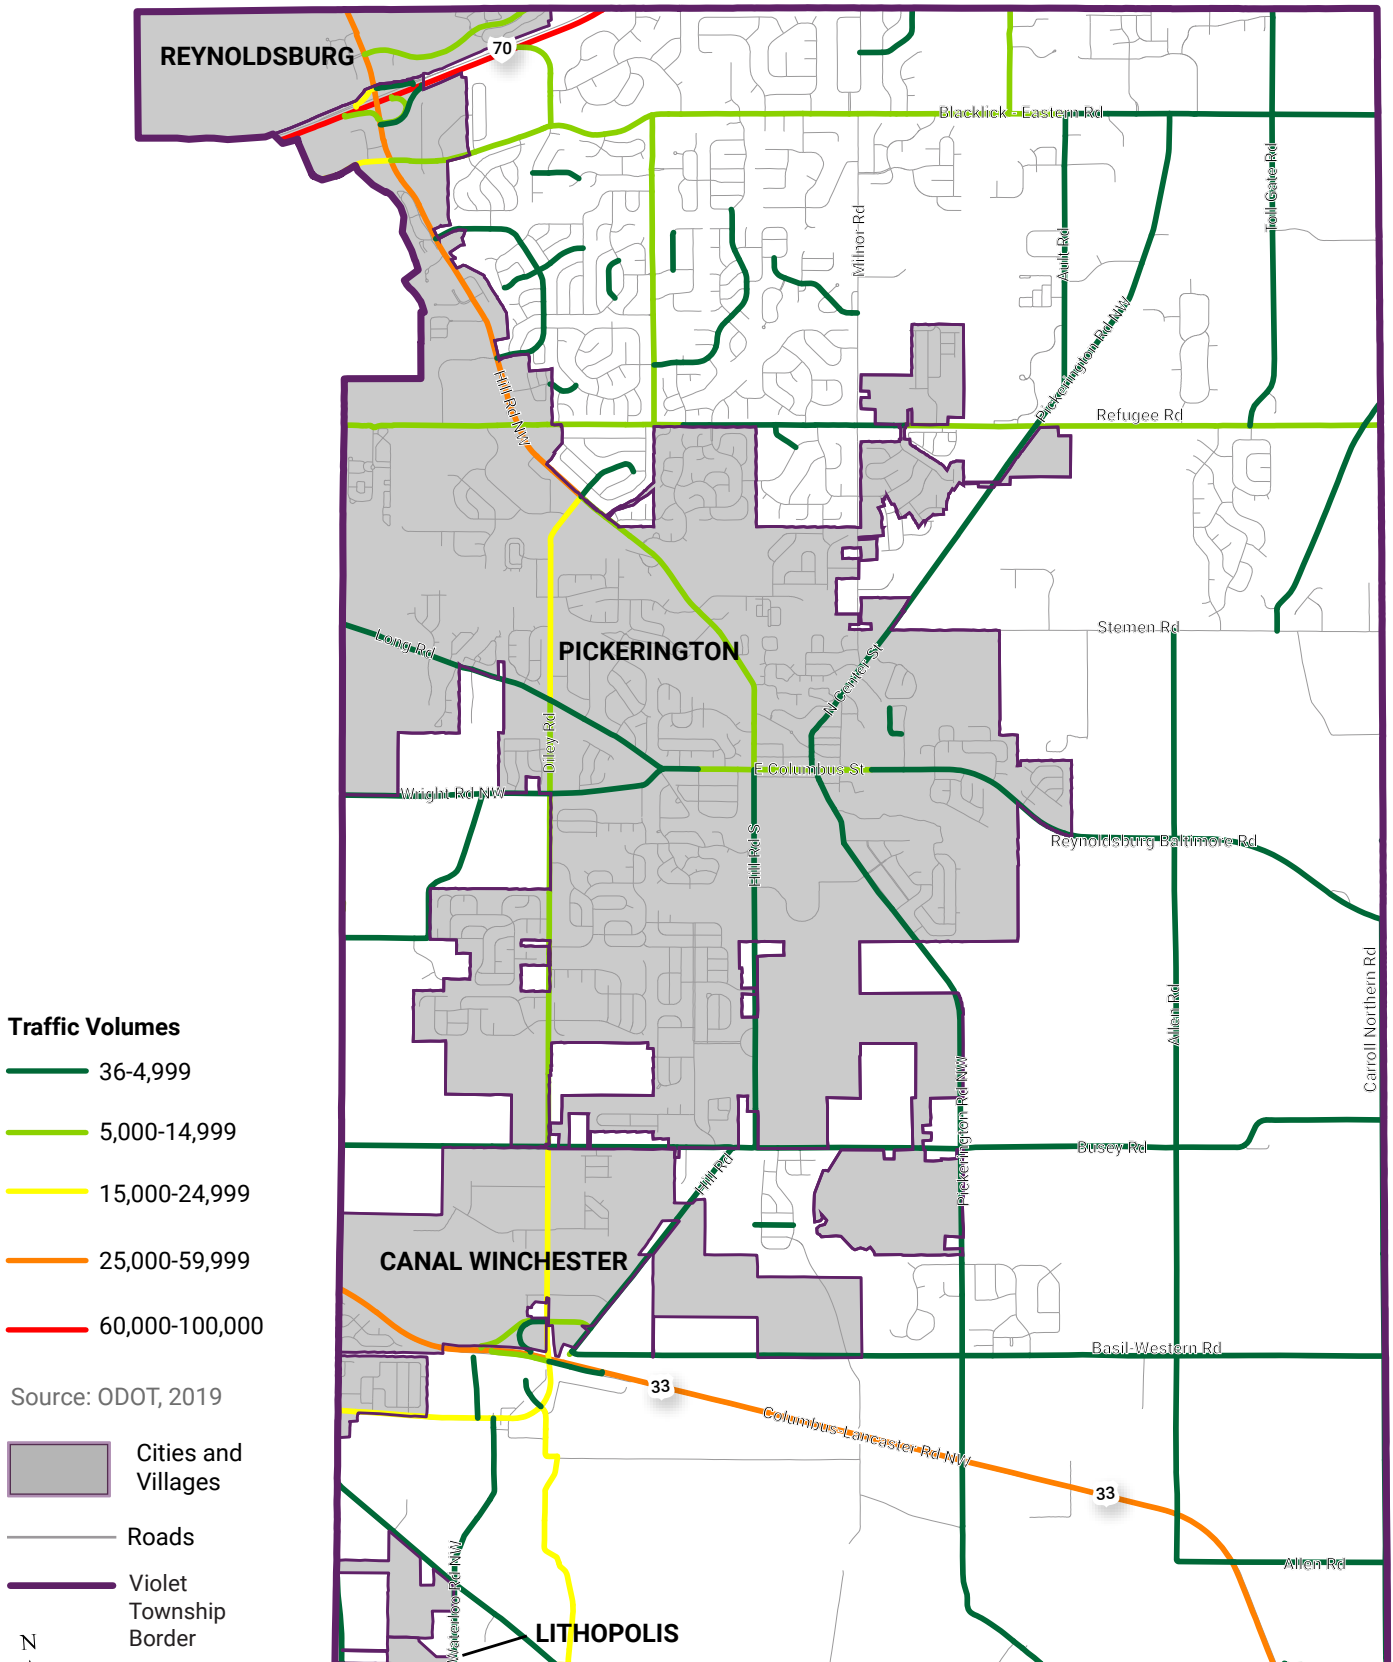 REYNOLDSBURG
70
Blacklick - Eastern Rd
Toll Gate Rd
Milnor Rd
Ault Rd
Pickerington Rd NW
Hill Rd NW
Refugee Rd
Stemen Rd
Long Rd
PICKERINGTON
N Center St
Diley Rd
E Columbus St
Wright Rd NW
Hill Rd S
Reynoldsburg Baltimore Rd
Carroll Northern Rd
Allen Rd
Pickerington Rd NW
Busey Rd
Hill Rd
CANAL WINCHESTER
Basil-Western Rd
33
Columbus-Lancaster Rd NW
33
Allen Rd
Waterloo Rd NW
LITHOPOLIS
Traffic Volumes
36-4,999
5,000-14,999
15,000-24,999
25,000-59,999
60,000-100,000
Source: ODOT, 2019
Cities and
Villages
Roads
Violet
Township
Border
N